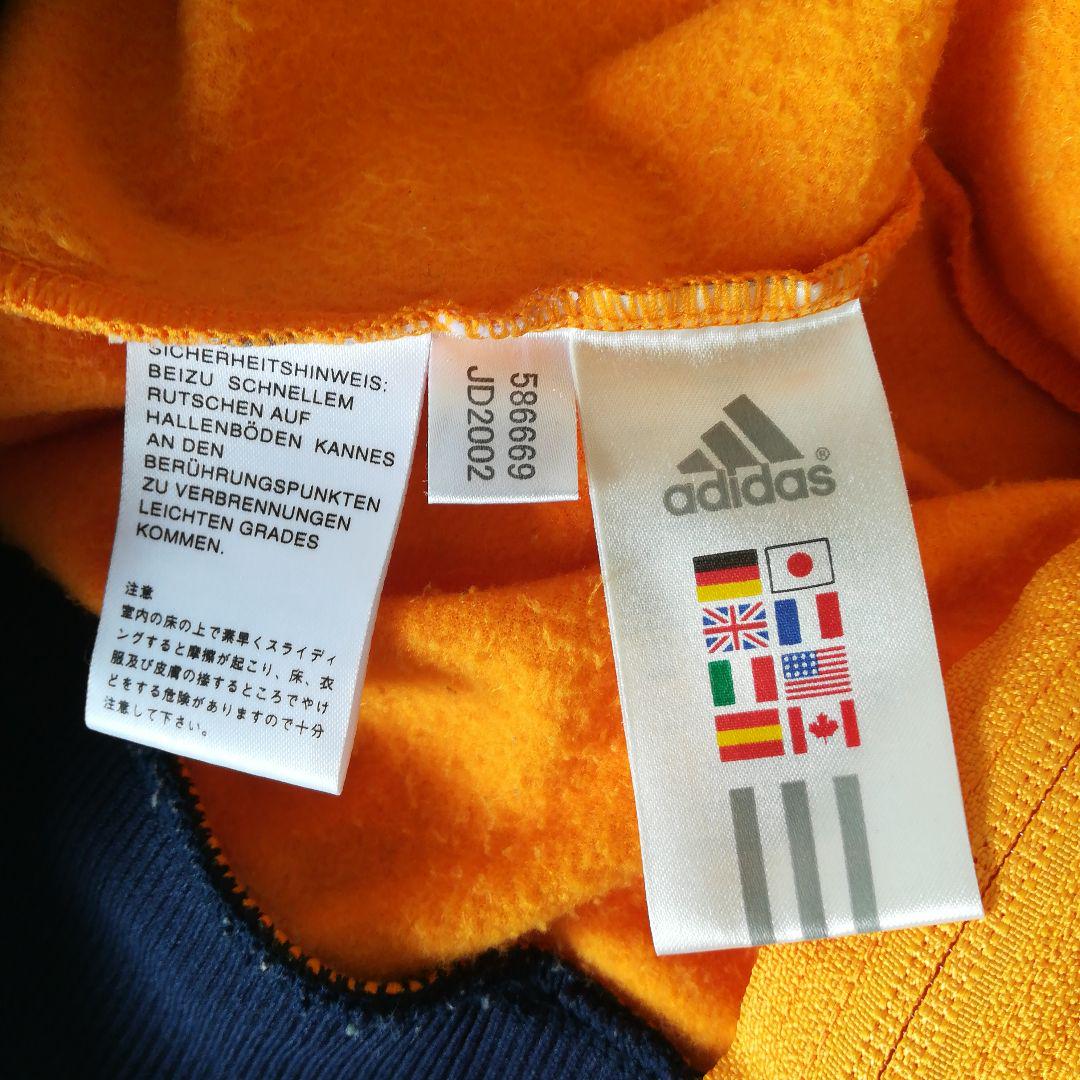 SICHERHEITSHINWEIS:
BEIZU SCHNELLEM
RUTSCHEN AUF
HALLENBÖDEN KANNES
AN DEN
BERÜHRUNGSPUNKTEN
ZU VERBRENNUNGEN
LEICHTEN GRADES
KOMMEN.
注意
室内の床の上で素早くスライディ
ングすると摩擦が起こり、床、衣
服及び皮膚の接するところでやけ
どをする危険がありますので十分
注意して下さい。
586669
JD2002
adidas®